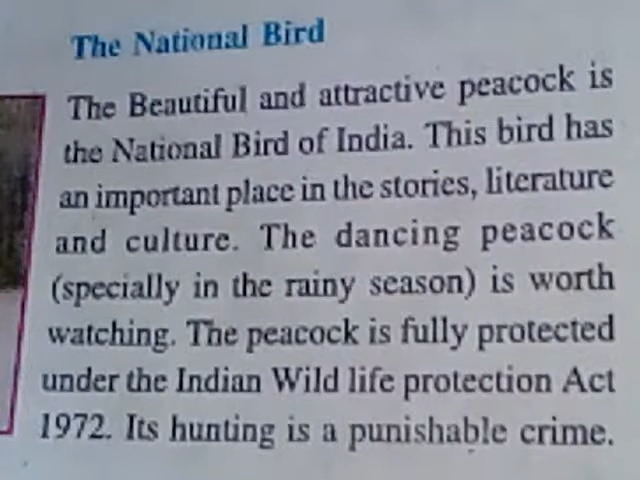 The National Bird
The Beautiful and attractive peacock is
the National Bird of India. This bird has
an important place in the stories, literature
and culture. The dancing peacock
(specially in the rainy season) is worth
watching. The peacock is fully protected
under the Indian Wild life protection Act
1972. Its hunting is a punishable crime.